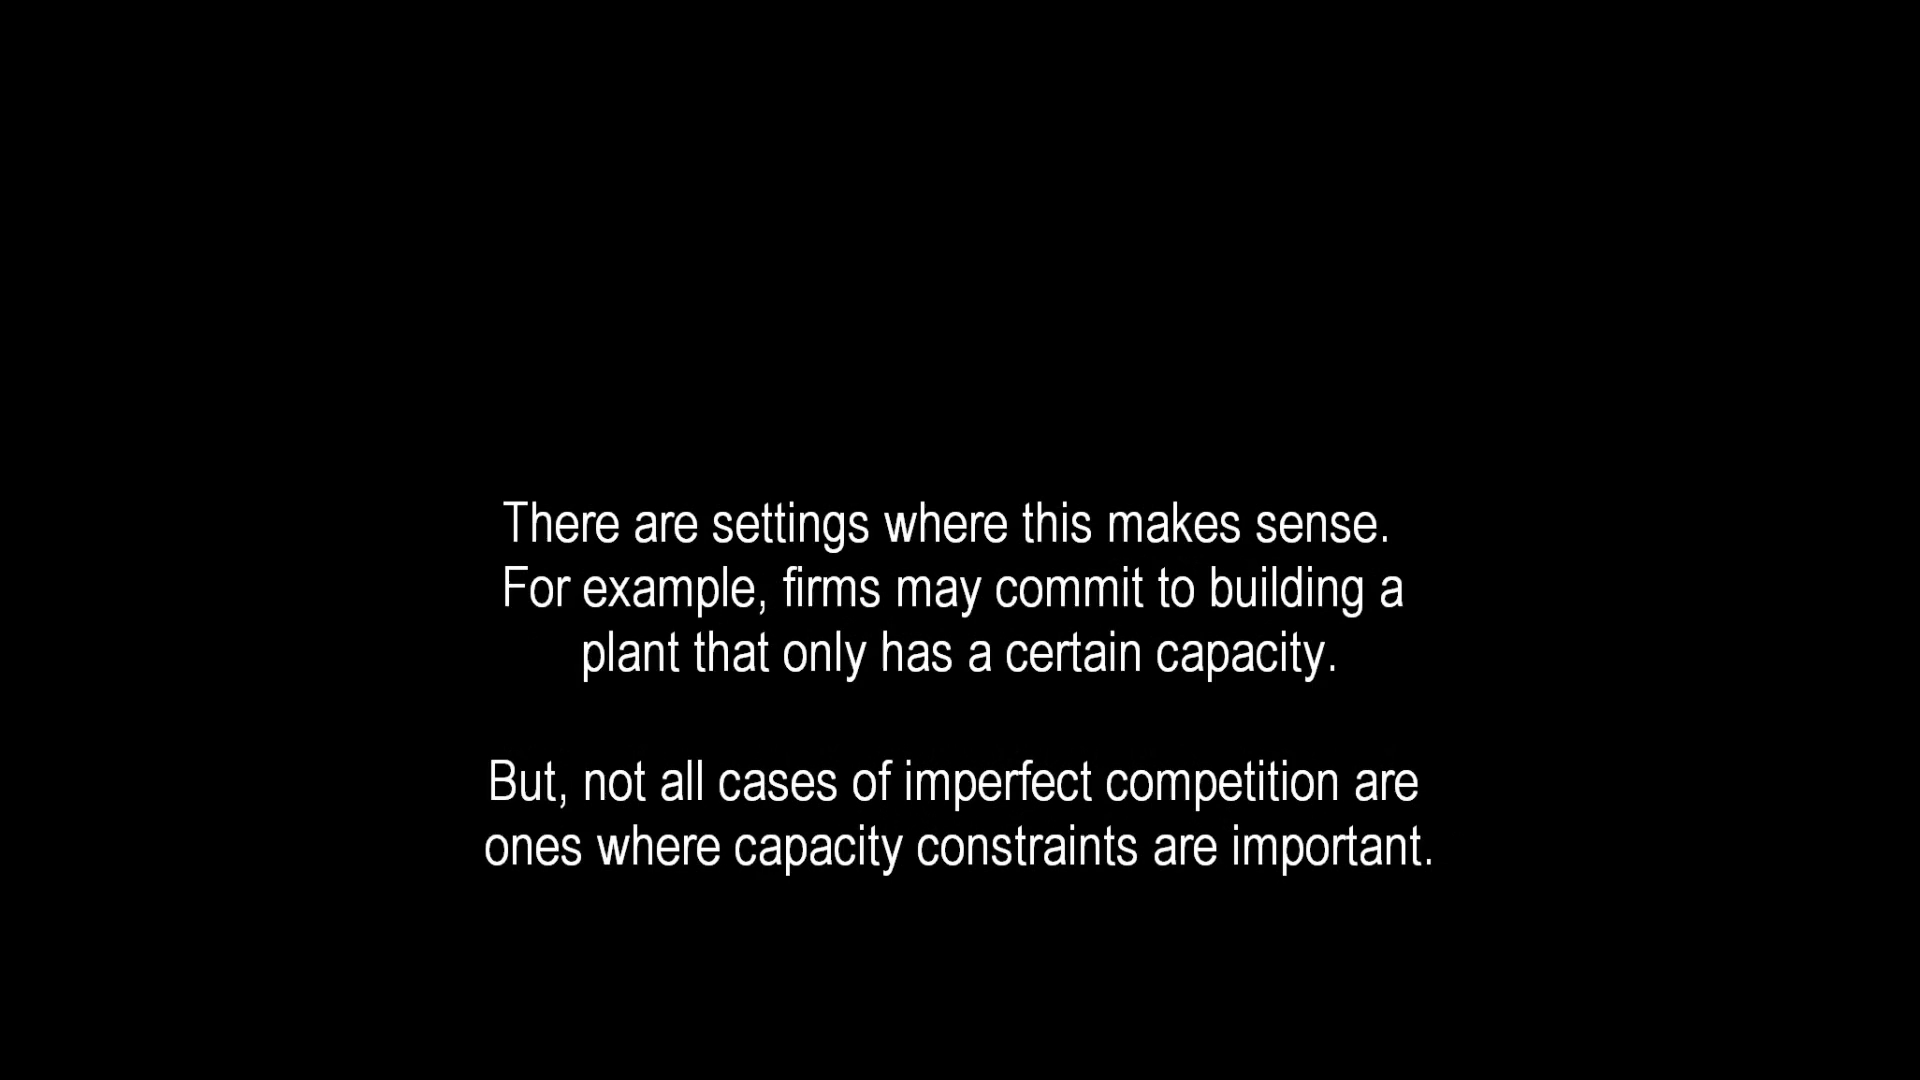 There are settings where this makes sense.
For example, firms may commit to building a
plant that only has a certain capacity.
But, not all cases of imperfect competition are
ones where capacity constraints are important.